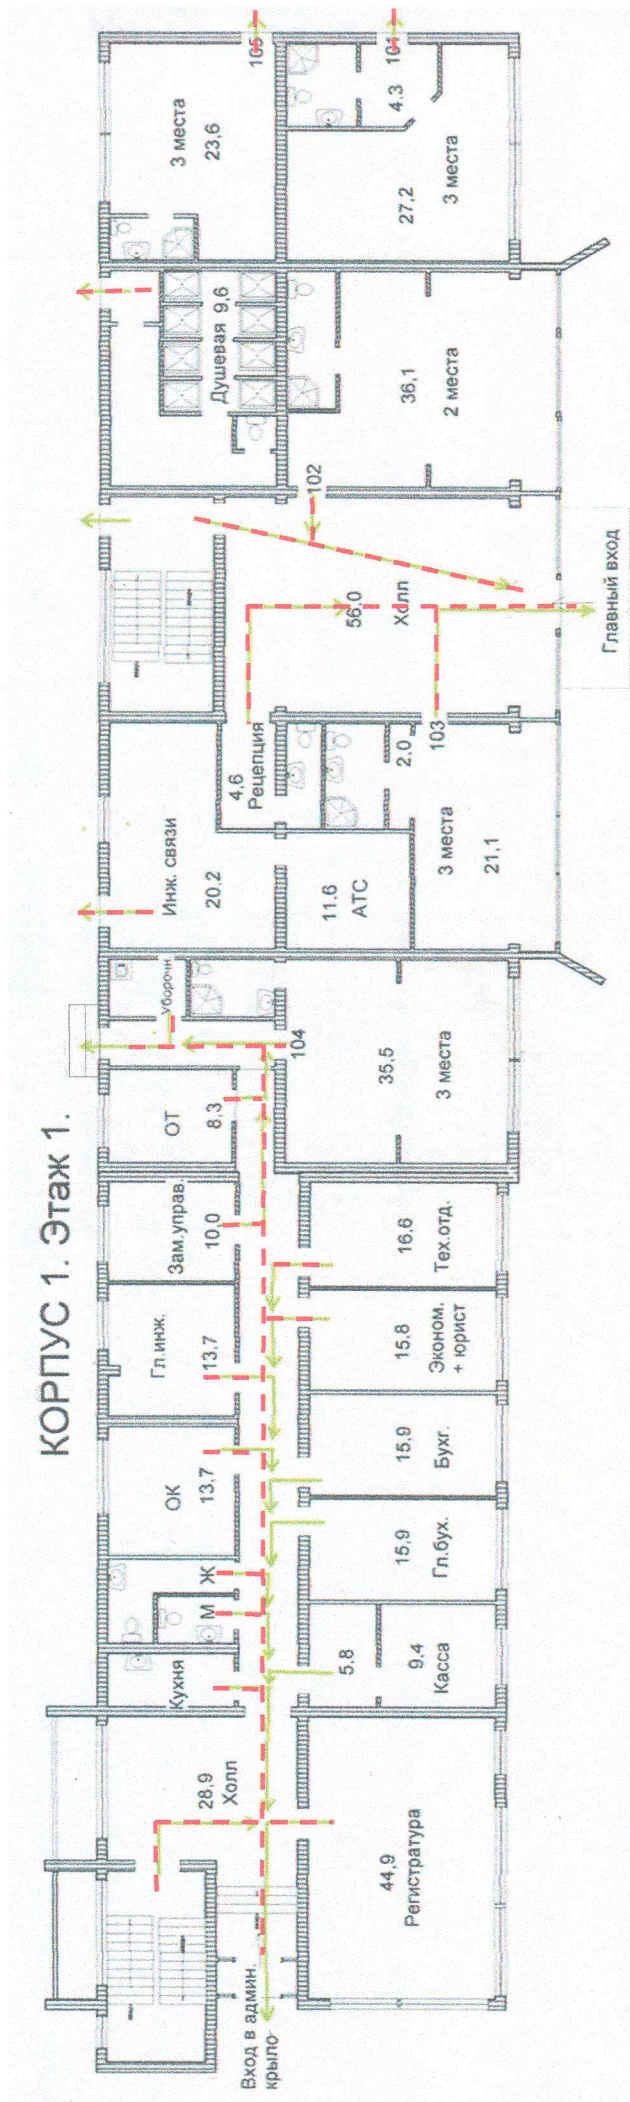 КОРПУС 1. Этаж 1.
Вход в админ.
крыло
28,9
Холл
44,9
Регистратура
Кухня
М
Ж
5.8
9,4
Касса
ОК
13,7
15,9
Гл.бух.
15,9
Бухг.
Гл.инж.
13,7
15.8
Эконом.
+ юрист
Зам.управ.
10,0
16,6
Тех.отд.
ОТ
8,3
104
Уборочн
35,5
3 места
Инж. связи
20,2
11.6
АТС
4,6
Рецепция
2.0
103
3 места
21,1
56,0
Холл
Главный вход
102
Душевая 9,6
36,1
2 места
3 места
23,6
105
101
4.3
27,2
3 места